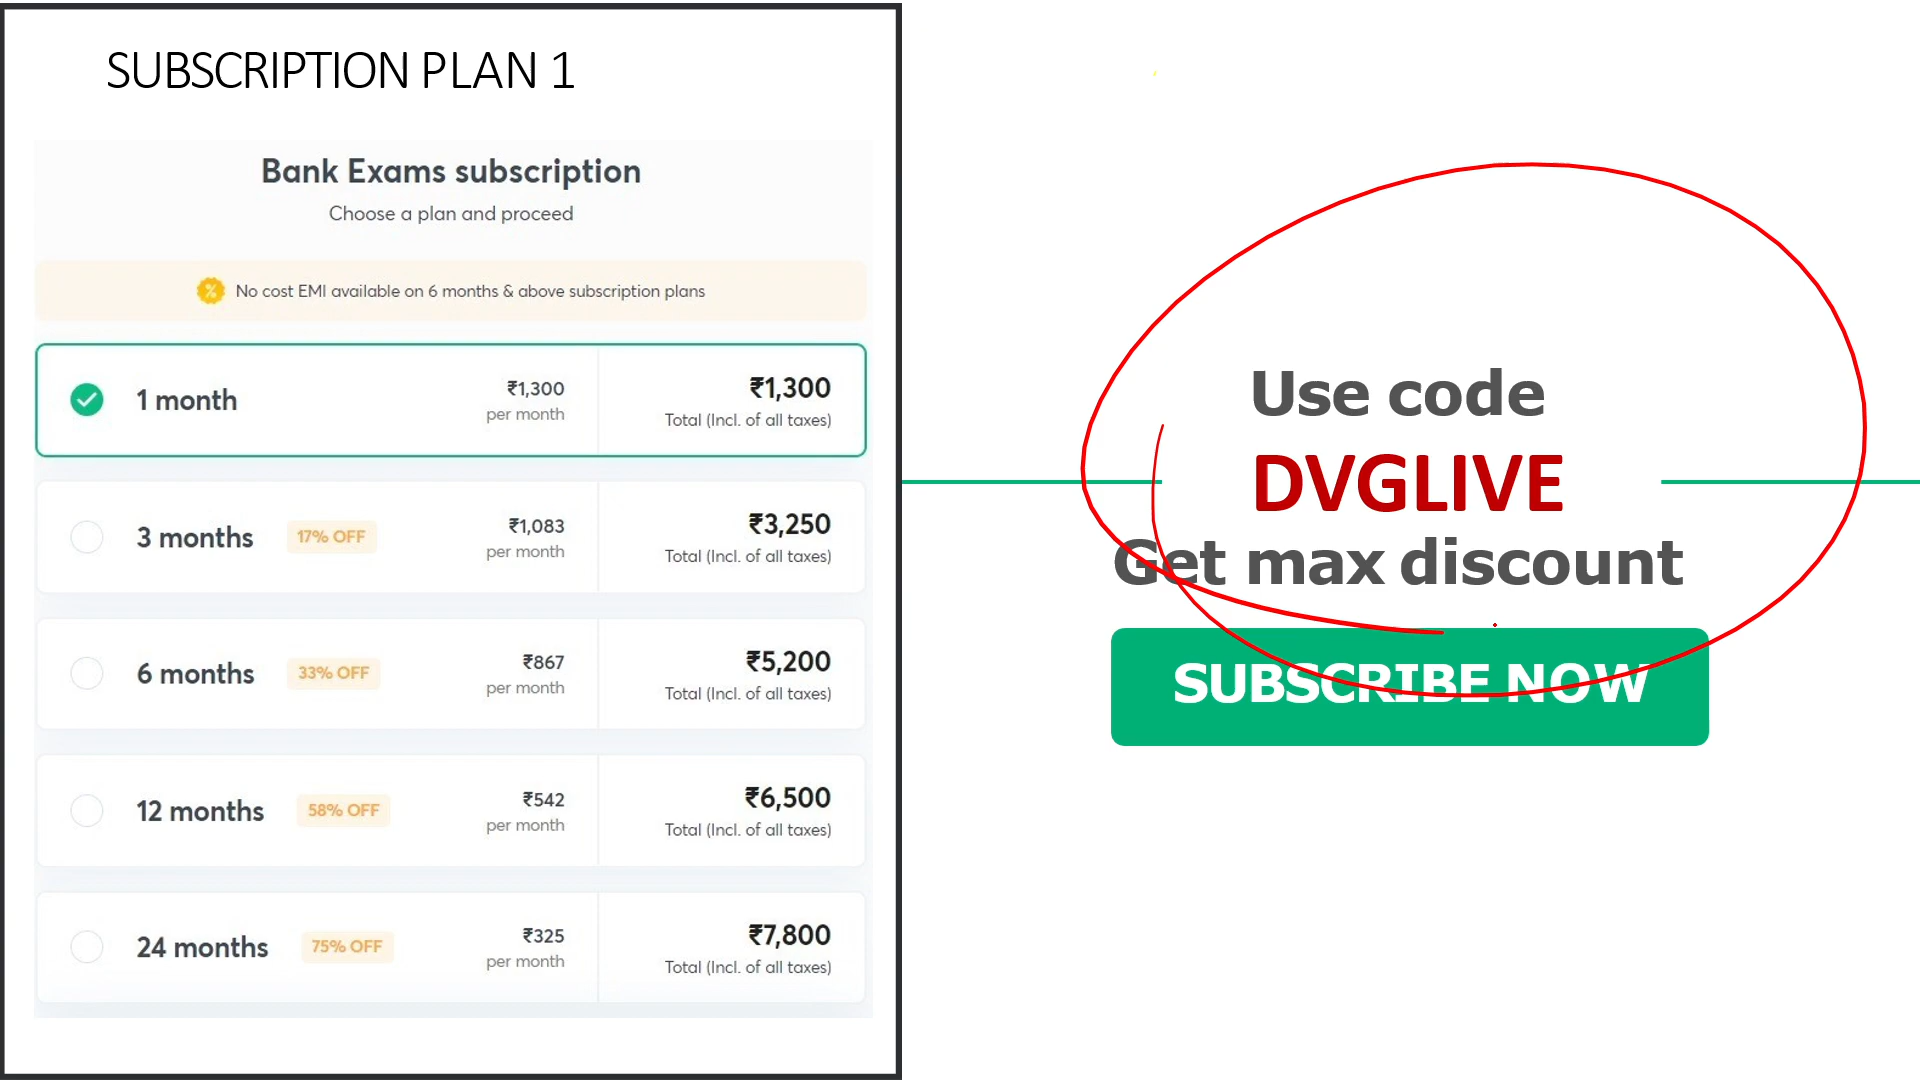 SUBSCRIPTION PLAN 1
Bank Exams subscription
Choose a plan and proceed
% No cost EMI available on 6 months & above subscription plans
1 month ₹1,300 ₹1,300
per month Total (Incl. of all taxes)
3 months 17% OFF ₹1,083 ₹3,250
per month Total (Incl. of all taxes)
6 months 33% OFF ₹867 ₹5,200
per month Total (Incl. of all taxes)
12 months 58% OFF ₹542 ₹6,500
per month Total (Incl. of all taxes)
24 months 75% OFF ₹325 ₹7,800
per month Total (Incl. of all taxes)
Use code
DVGLIVE
Get max discount
SUBSCRIBE NOW